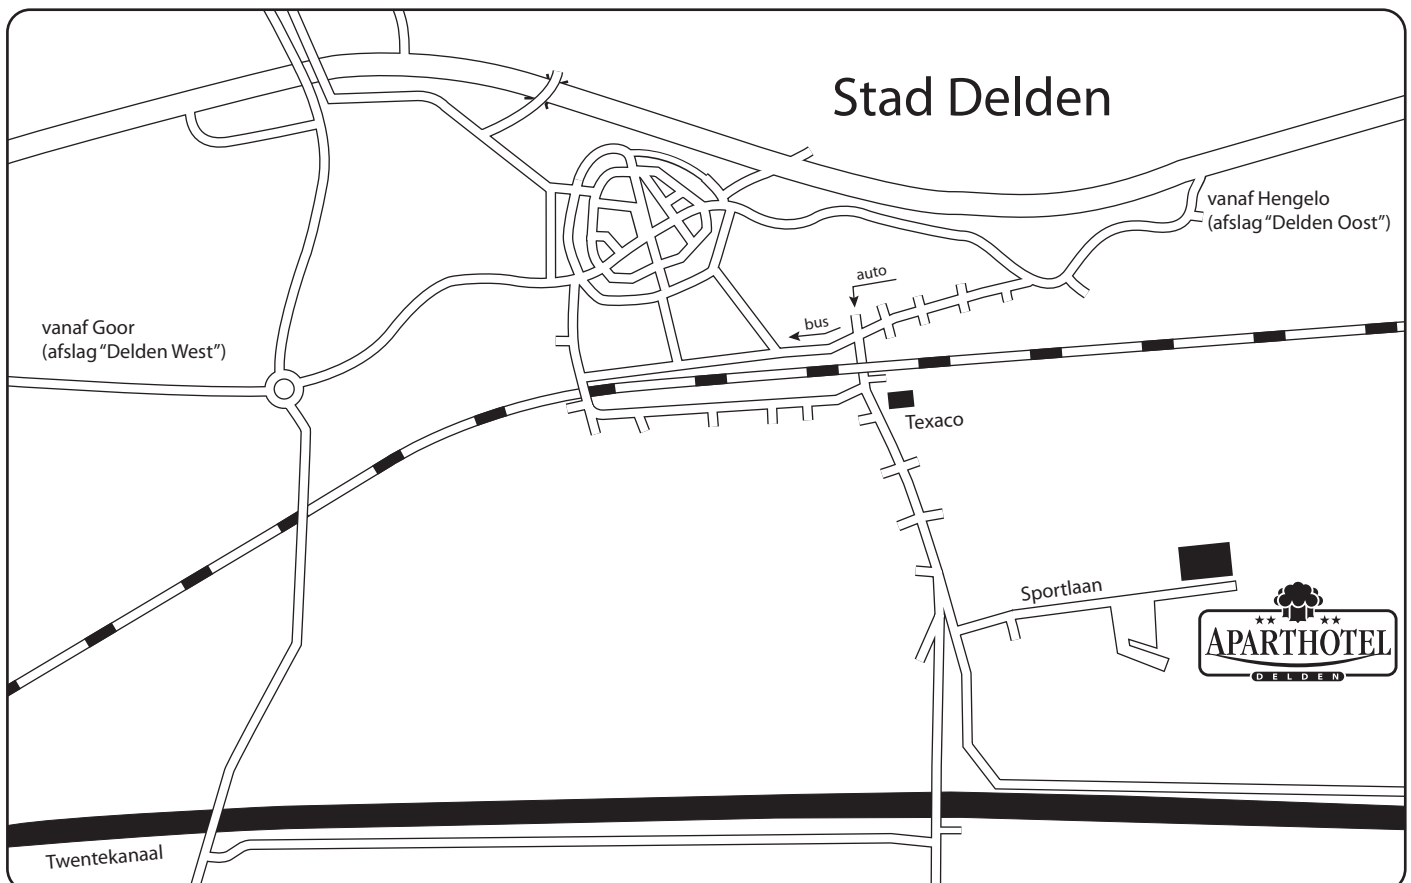 Stad Delden
vanaf Hengelo
(afslag “Delden Oost”)
auto
bus
vanaf Goor
(afslag “Delden West”)
Texaco
Sportlaan
APARTHOTEL
DELDEN
Twentekanaal